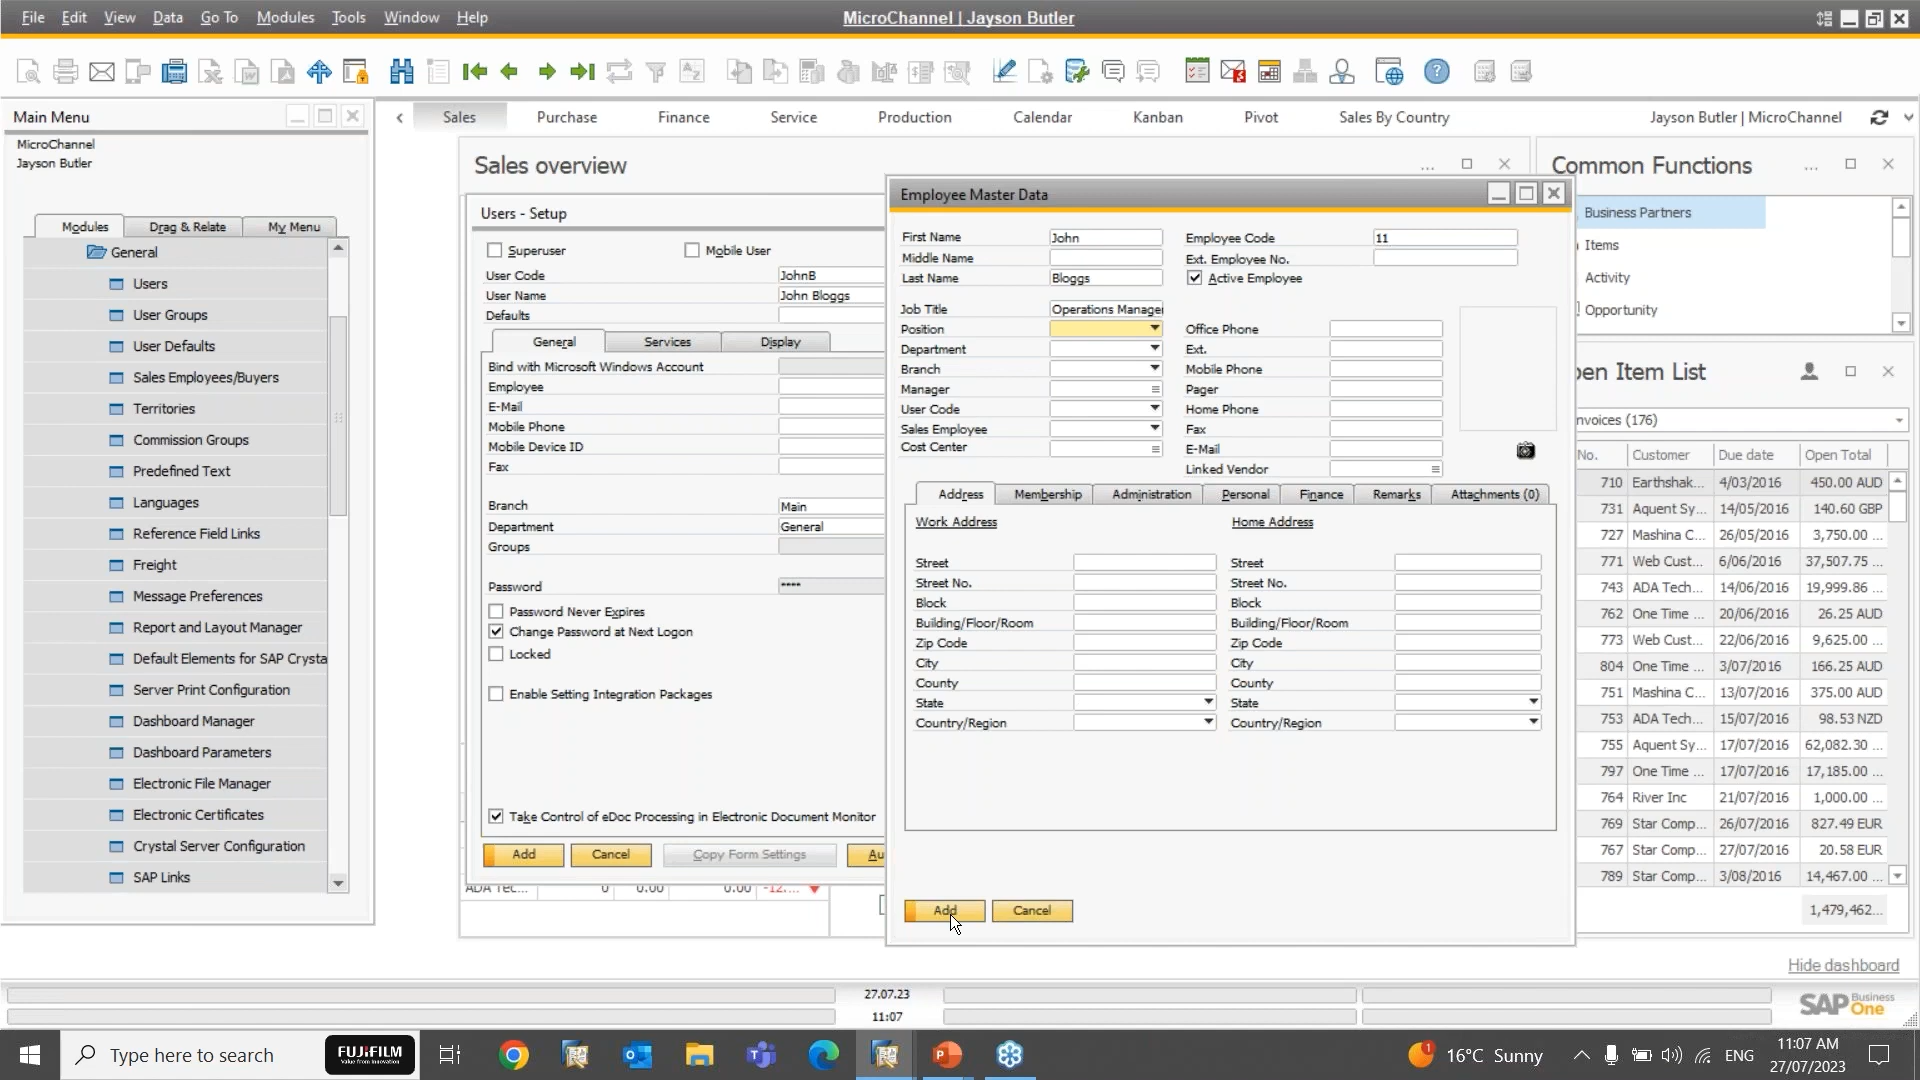 File Edit View Data Go To Modules Tools Window Help
MicroChannel | Jayson Butler
Main Menu
MicroChannel
Jayson Butler
Modules Drag & Relate My Menu
General
Users
User Groups
User Defaults
Sales Employees/Buyers
Territories
Commission Groups
Predefined Text
Languages
Reference Field Links
Freight
Message Preferences
Report and Layout Manager
Default Elements for SAP Crysta
Server Print Configuration
Dashboard Manager
Dashboard Parameters
Electronic File Manager
Electronic Certificates
Crystal Server Configuration
SAP Links
Sales Purchase Finance Service Production Calendar Kanban Pivot Sales By Country
Jayson Butler | MicroChannel
Sales overview
Users - Setup
Superuser Mobile User
User Code JohnB
User Name John Bloggs
Defaults
General Services Display
Bind with Microsoft Windows Account
Employee
E-Mail
Mobile Phone
Mobile Device ID
Fax
Branch Main
Department General
Groups
Password ****
Password Never Expires
Change Password at Next Logon
Locked
Enable Setting Integration Packages
Take Control of eDoc Processing in Electronic Document Monitor
Add Cancel Copy Form Settings Au
ADA Tec... 0 0.00 0.00 -12....
Employee Master Data
First Name John Employee Code 11
Middle Name Ext. Employee No.
Last Name Bloggs Active Employee
Job Title Operations Manager
Position Office Phone
Department Ext.
Branch Mobile Phone
Manager Pager
User Code Home Phone
Sales Employee Fax
Cost Center E-Mail
Linked Vendor
Address Membership Administration Personal Finance Remarks Attachments (0)
Work Address Home Address
Street Street
Street No. Street No.
Block Block
Building/Floor/Room Building/Floor/Room
Zip Code Zip Code
City City
County County
State State
Country/Region Country/Region
Add Cancel
Common Functions
Business Partners
Items
Activity
Opportunity
pen Item List
nvoices (176)
No. Customer Due date Open Total
710 Earthshak... 4/03/2016 450.00 AUD
731 Aquent Sy... 14/05/2016 140.60 GBP
727 Mashina C... 26/05/2016 3,750.00 ...
771 Web Cust... 6/06/2016 37,507.75 ...
743 ADA Tech... 14/06/2016 19,999.86 ...
762 One Time ... 20/06/2016 26.25 AUD
773 Web Cust... 22/06/2016 9,625.00 ...
804 One Time ... 3/07/2016 166.25 AUD
751 Mashina C... 13/07/2016 375.00 AUD
753 ADA Tech... 15/07/2016 98.53 NZD
755 Aquent Sy... 17/07/2016 62,082.30 ...
797 One Time ... 17/07/2016 17,185.00 ...
764 River Inc 21/07/2016 1,000.00 ...
769 Star Comp... 26/07/2016 827.49 EUR
767 Star Comp... 27/07/2016 20.58 EUR
789 Star Comp... 3/08/2016 14,467.00 ...
1,479,462...
Hide dashboard
27.07.23
11:07
SAP Business One
Type here to search
FUJIFILM
Value from Innovation
1 16°C Sunny
ENG
11:07 AM
27/07/2023